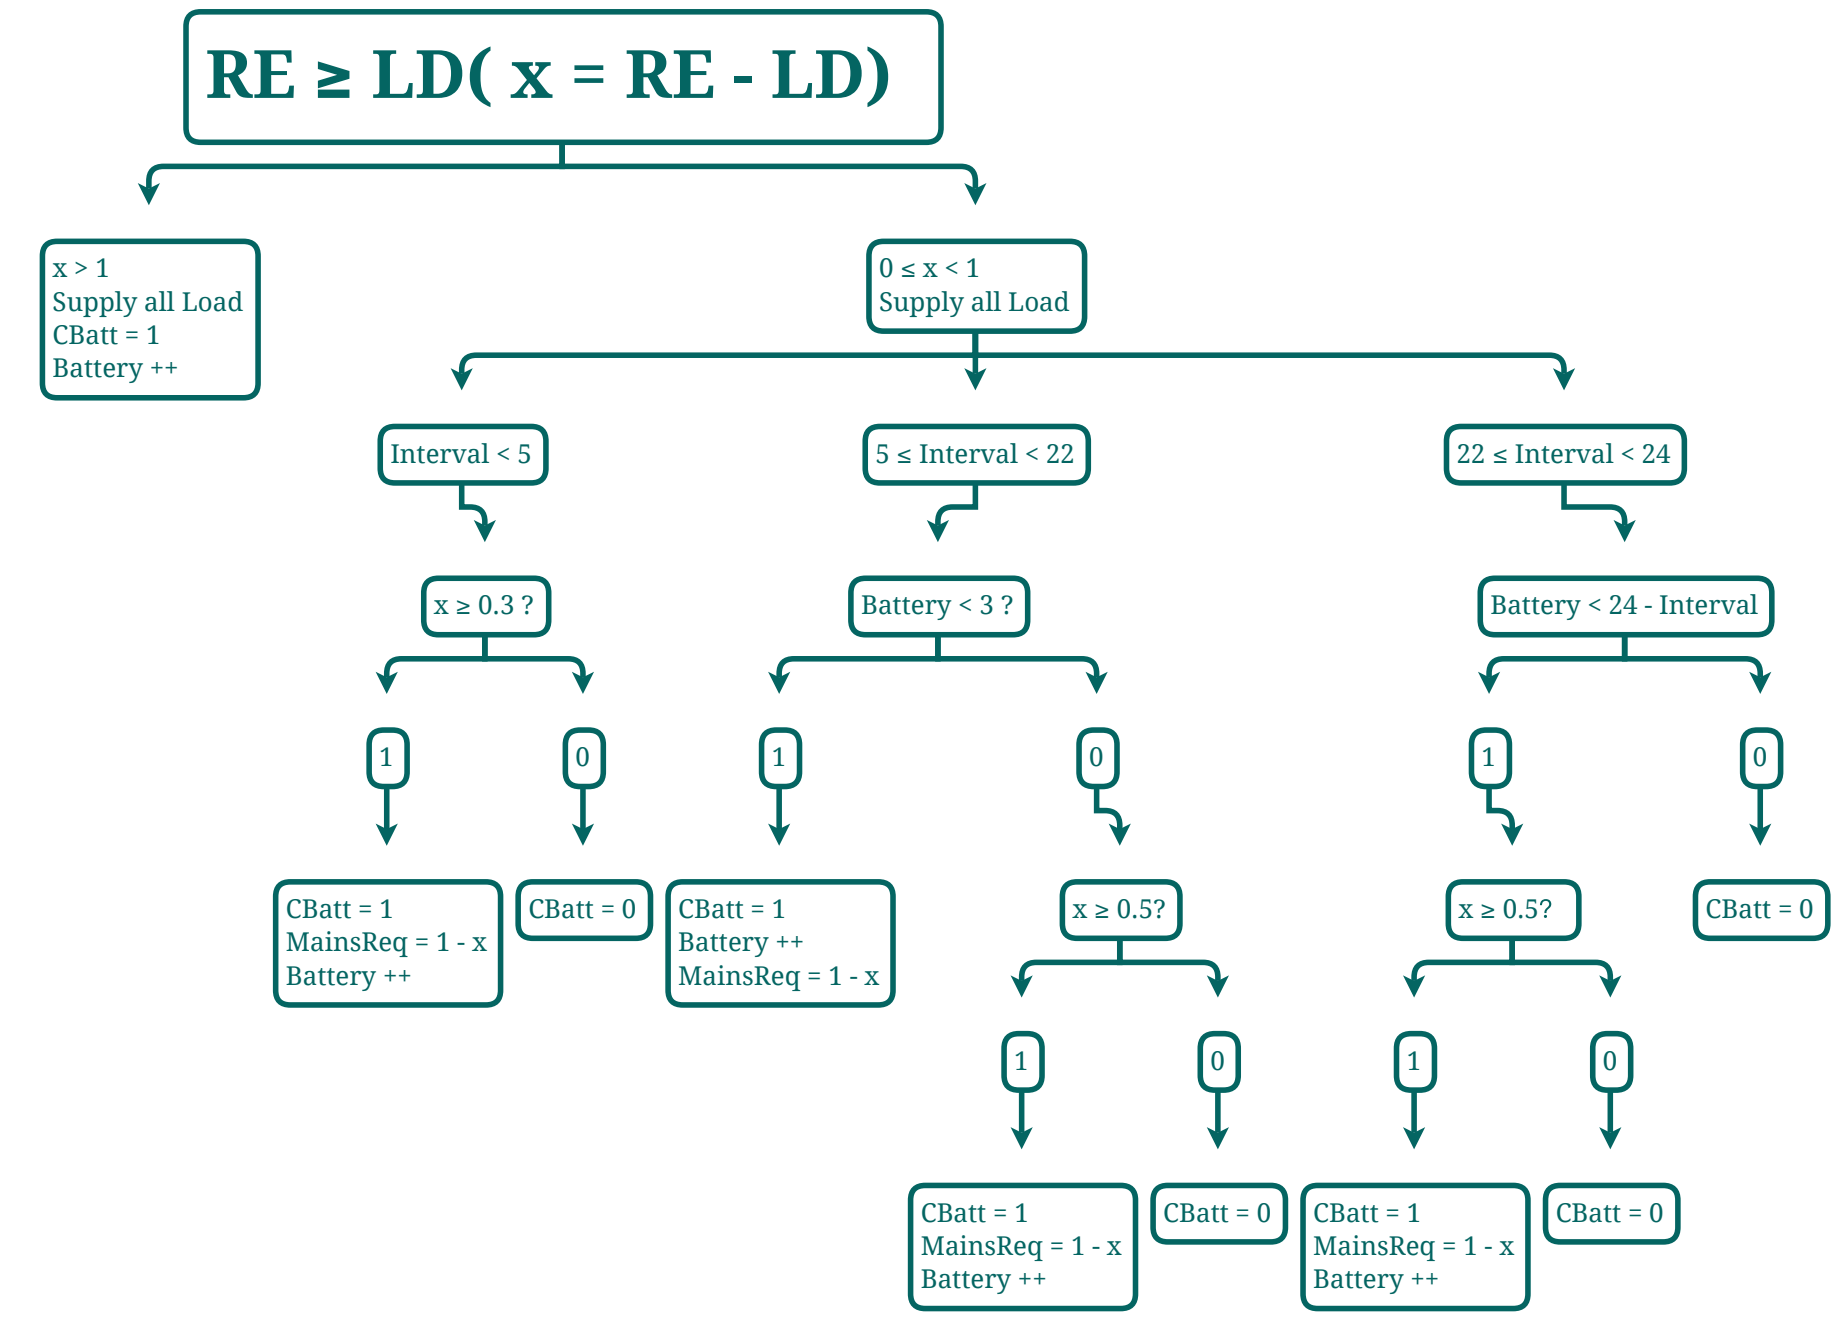 RE ≥ LD( x = RE - LD)
x > 1
Supply all Load
CBatt = 1
Battery ++
0 ≤ x < 1
Supply all Load
Interval < 5
5 ≤ Interval < 22
22 ≤ Interval < 24
x ≥ 0.3 ?
Battery < 3 ?
Battery < 24 - Interval
1
0
1
0
1
0
CBatt = 1
MainsReq = 1 - x
Battery ++
CBatt = 0
CBatt = 1
Battery ++
MainsReq = 1 - x
x ≥ 0.5?
x ≥ 0.5?
CBatt = 0
1
0
1
0
CBatt = 1
MainsReq = 1 - x
Battery ++
CBatt = 0
CBatt = 1
MainsReq = 1 - x
Battery ++
CBatt = 0